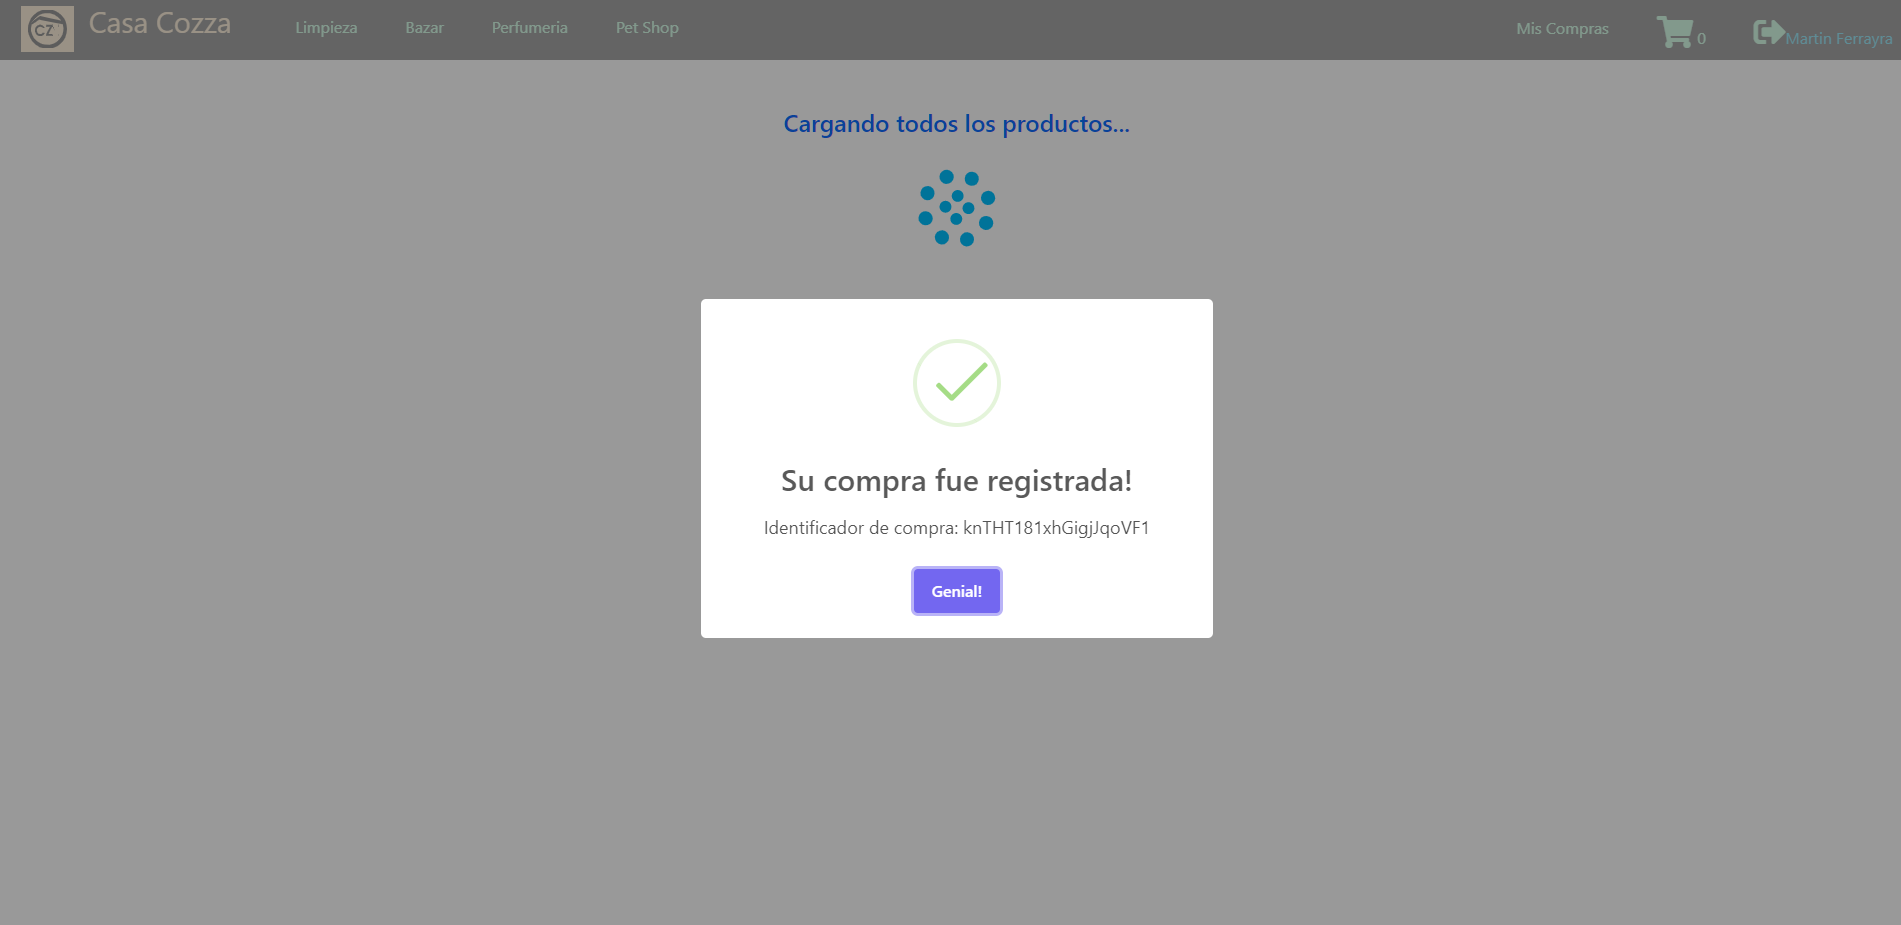 CZ
Casa Cozza
Limpieza
Bazar
Perfumeria
Pet Shop
Mis Compras
0
Martin Ferrayra
Cargando todos los productos...
Su compra fue registrada!
Identificador de compra: knTHT181xhGigjJqoVF1
Genial!